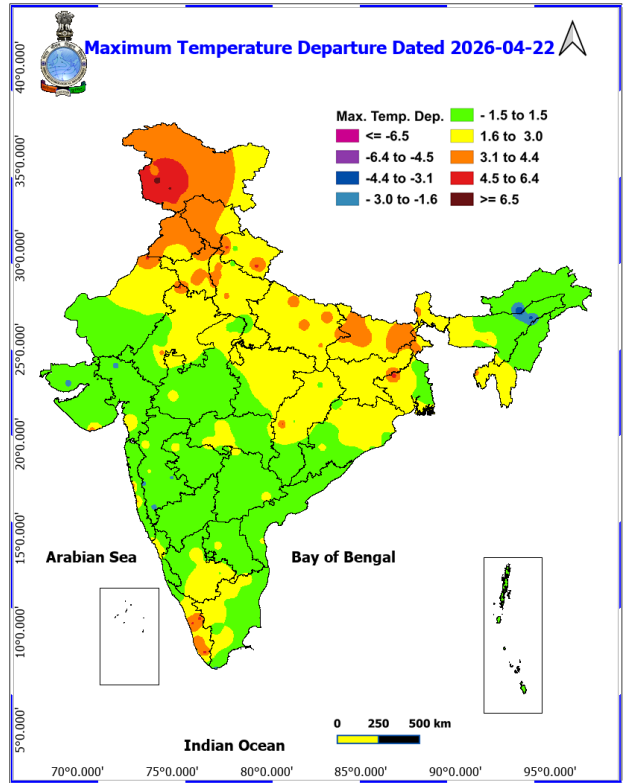 Maximum Temperature Departure Dated 2026-04-22
Max. Temp. Dep.
<= -6.5
-6.4 to -4.5
-4.4 to -3.1
- 3.0 to -1.6
- 1.5 to 1.5
1.6 to 3.0
3.1 to 4.4
4.5 to 6.4
>= 6.5
40°0.000'
35°0.000'
30°0.000'
25°0.000'
20°0.000'
15°0.000'
10°0.000'
5°0.000'
Arabian Sea
Bay of Bengal
Indian Ocean
0 250 500 km
70°0.000' 75°0.000' 80°0.000' 85°0.000' 90°0.000' 95°0.000'